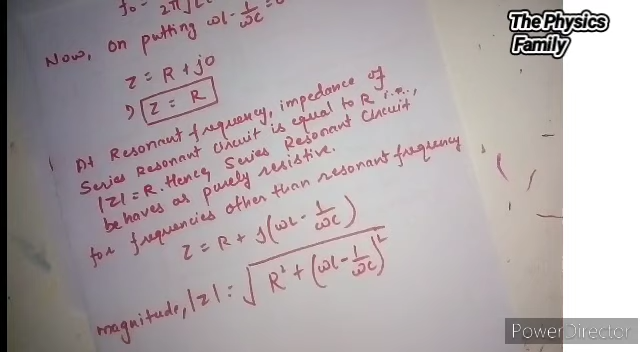 f₀ = 2π√L
Now, on putting ωL - 1/ωC = 0
Z = R + j0
⇒ Z = R
At Resonant frequency, impedance of
Series Resonant Circuit is equal to R i.e.,
|Z| = R. Hence, Series Resonant Circuit
behaves as purely resistive.
for frequencies other than resonant frequency
Z = R + j(ωL - 1/ωC)
magnitude, |Z| = √R² + (ωL - 1/ωC)²
The Physics
Family
PowerDirector